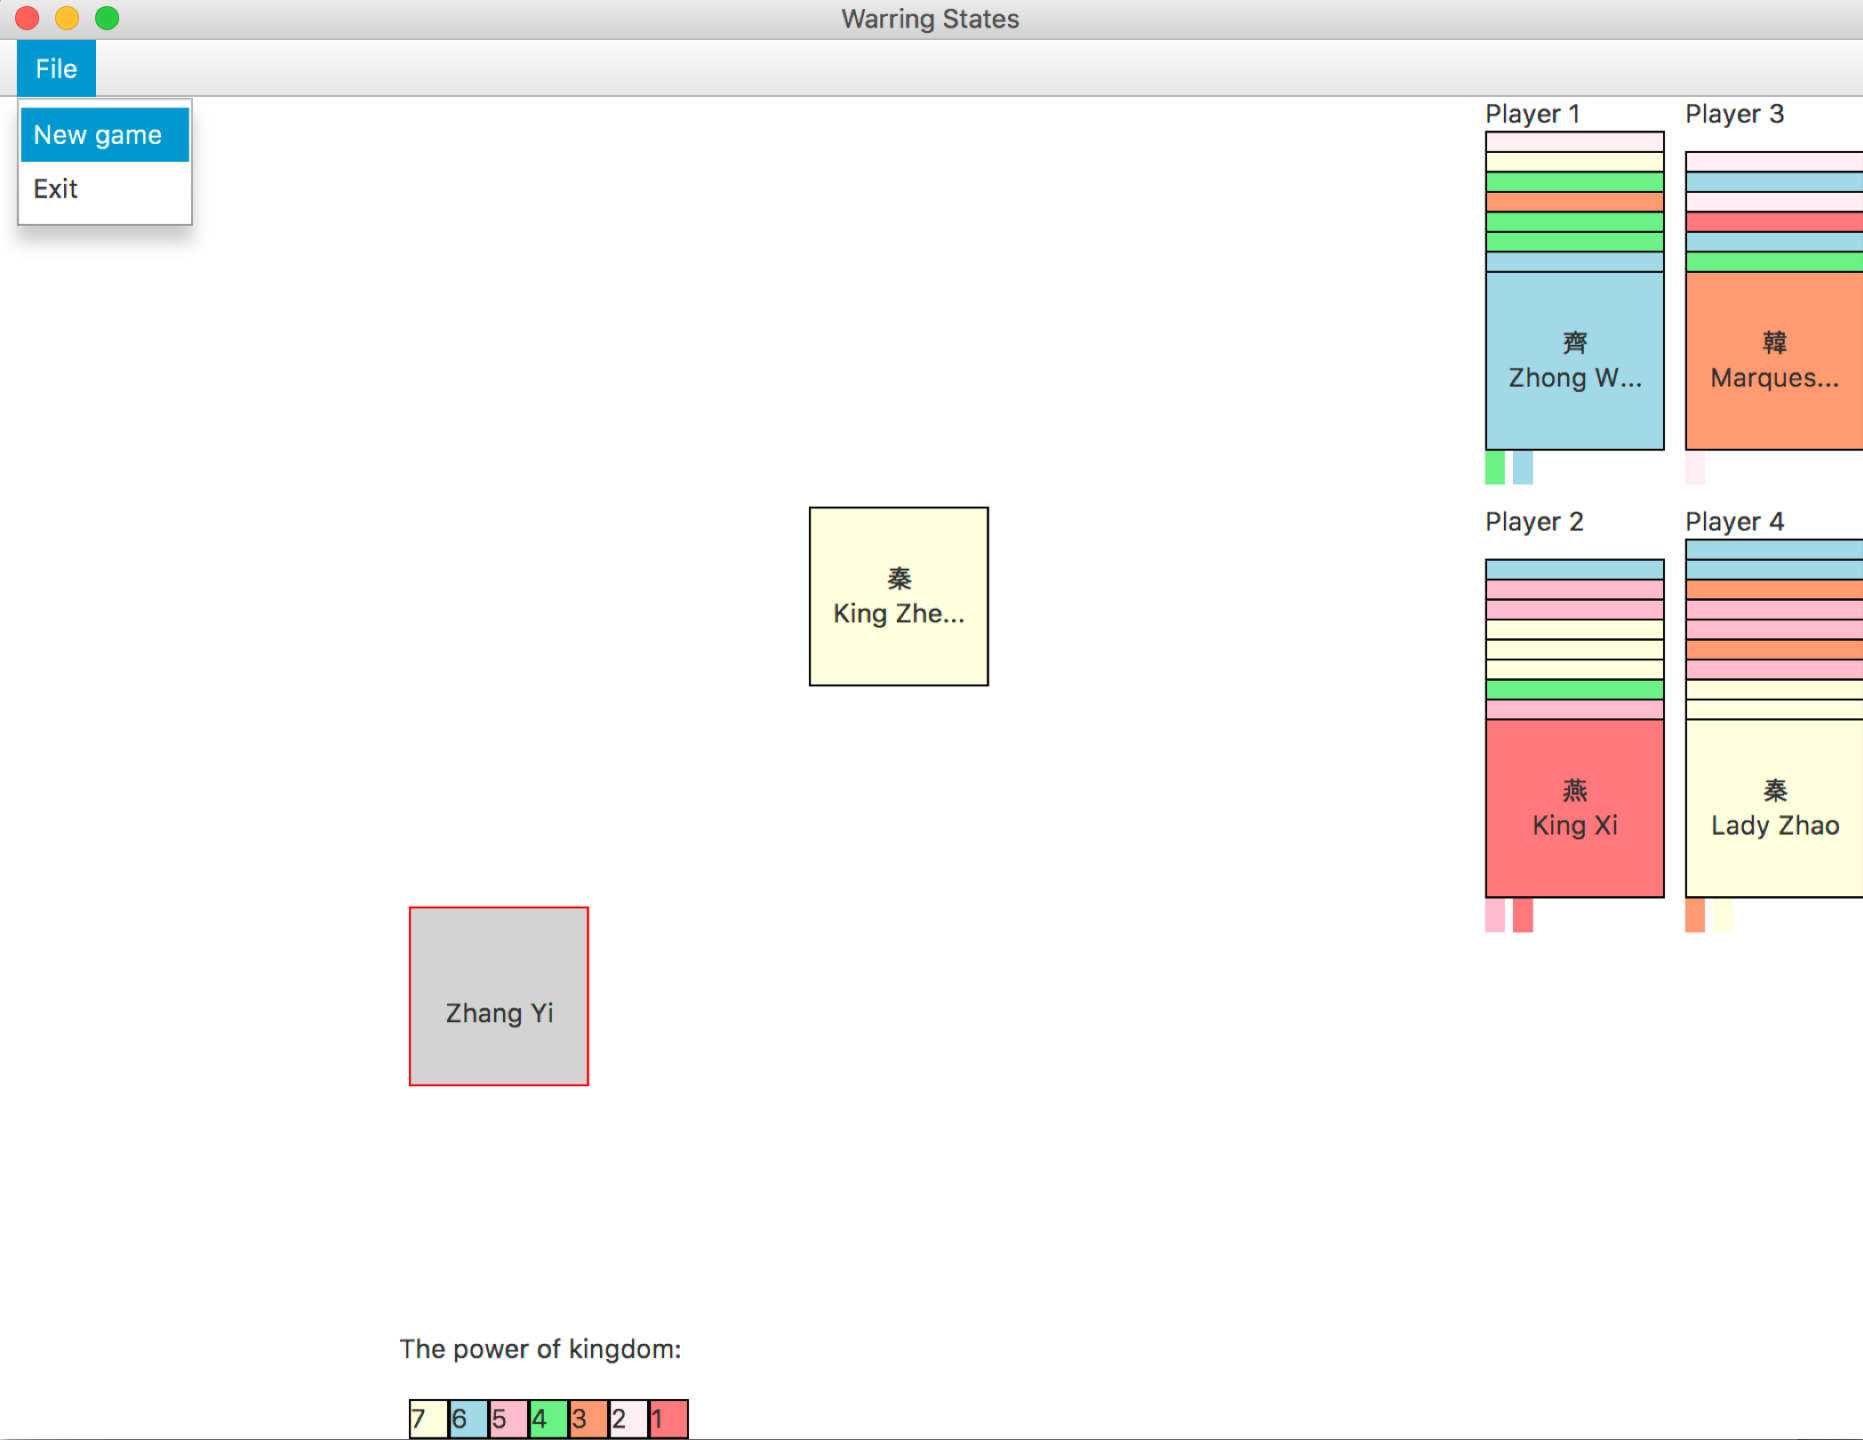 Warring States
File
New game
Exit
Player 1
Player 3
齊
Zhong W...
韓
Marques...
秦
King Zhe...
Player 2
Player 4
燕
King Xi
秦
Lady Zhao
Zhang Yi
The power of kingdom:
7 6 5 4 3 2 1